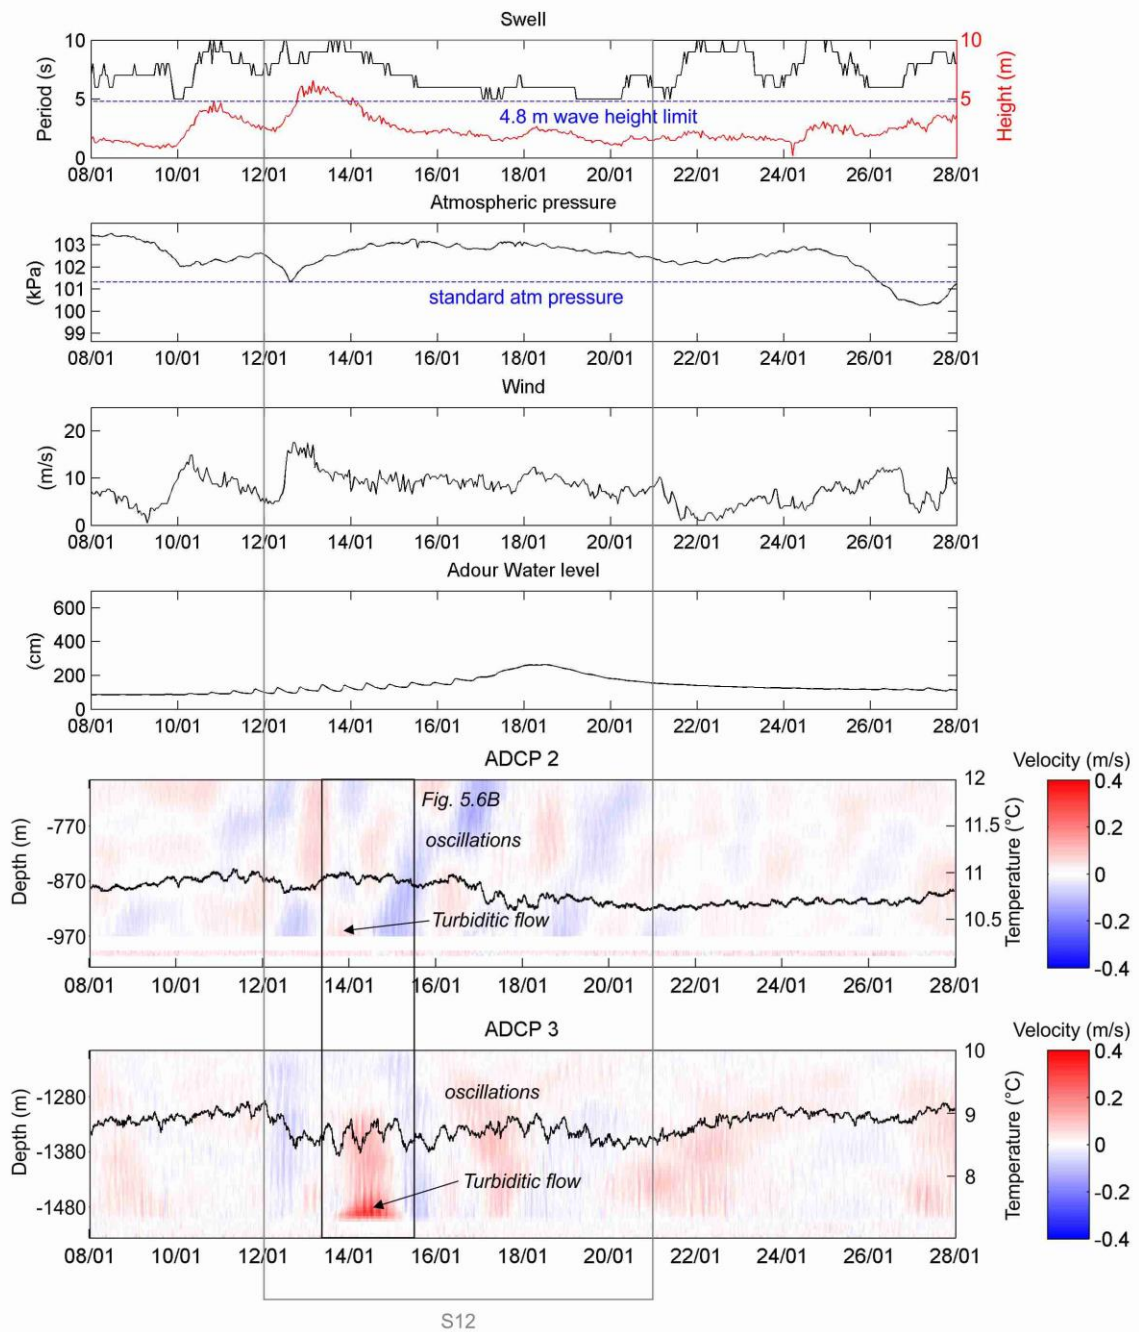 Swell
10
10
Period (s)
5
5
Height (m)
4.8 m wave height limit
0
0
08/01 10/01 12/01 14/01 16/01 18/01 20/01 22/01 24/01 26/01 28/01
Atmospheric pressure
103
102
(kPa)
101
standard atm pressure
100
99
08/01 10/01 12/01 14/01 16/01 18/01 20/01 22/01 24/01 26/01 28/01
Wind
20
(m/s)
10
0
08/01 10/01 12/01 14/01 16/01 18/01 20/01 22/01 24/01 26/01 28/01
Adour Water level
600
(cm)
400
200
0
08/01 10/01 12/01 14/01 16/01 18/01 20/01 22/01 24/01 26/01 28/01
ADCP 2
Velocity (m/s)
12
0.4
Fig. 5.6B
-770
11.5
0.2
oscillations
Depth (m)
-870
11
Temperature (°C)
0
10.5
-0.2
Turbiditic flow
-970
-0.4
08/01 10/01 12/01 14/01 16/01 18/01 20/01 22/01 24/01 26/01 28/01
ADCP 3
Velocity (m/s)
10
0.4
oscillations
-1280
0.2
9
Depth (m)
-1380
Temperature (°C)
0
8
Turbiditic flow
-0.2
-1480
-0.4
08/01 10/01 12/01 14/01 16/01 18/01 20/01 22/01 24/01 26/01 28/01
S12